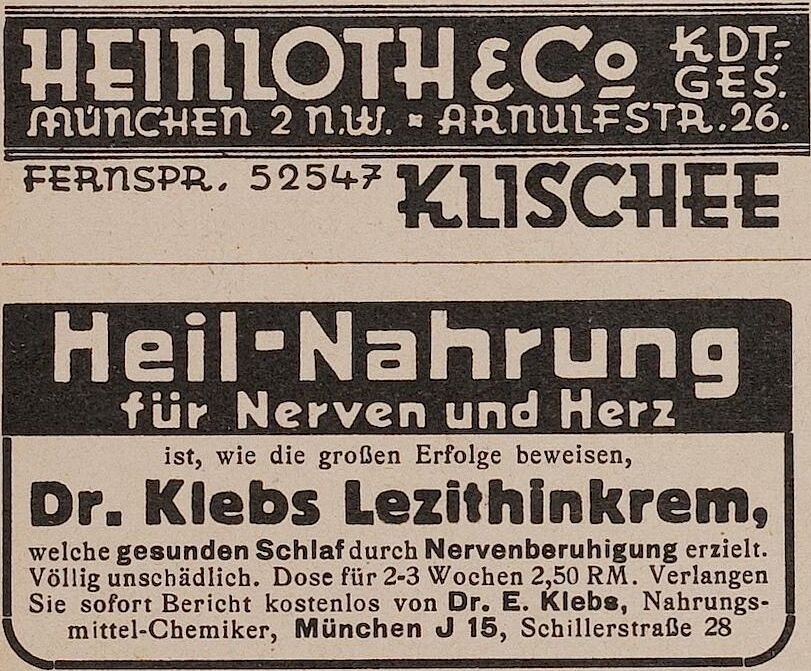 HEINLOTH & Co KDT.-GES.
MÜNCHEN 2 N.W. ▪ ARNULFSTR. 26.
FERNSPR. 52547 KLISCHEE
Heil-Nahrung
für Nerven und Herz
ist, wie die großen Erfolge beweisen,
Dr. Klebs Lezithinkrem,
welche gesunden Schlaf durch Nervenberuhigung erzielt.
Völlig unschädlich. Dose für 2-3 Wochen 2,50 RM. Verlangen
Sie sofort Bericht kostenlos von Dr. E. Klebs, Nahrungs-
mittel-Chemiker, München J 15, Schillerstraße 28